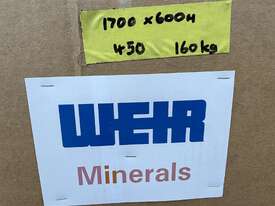 1700 x 600H
450 160kg
WEIR
Minerals